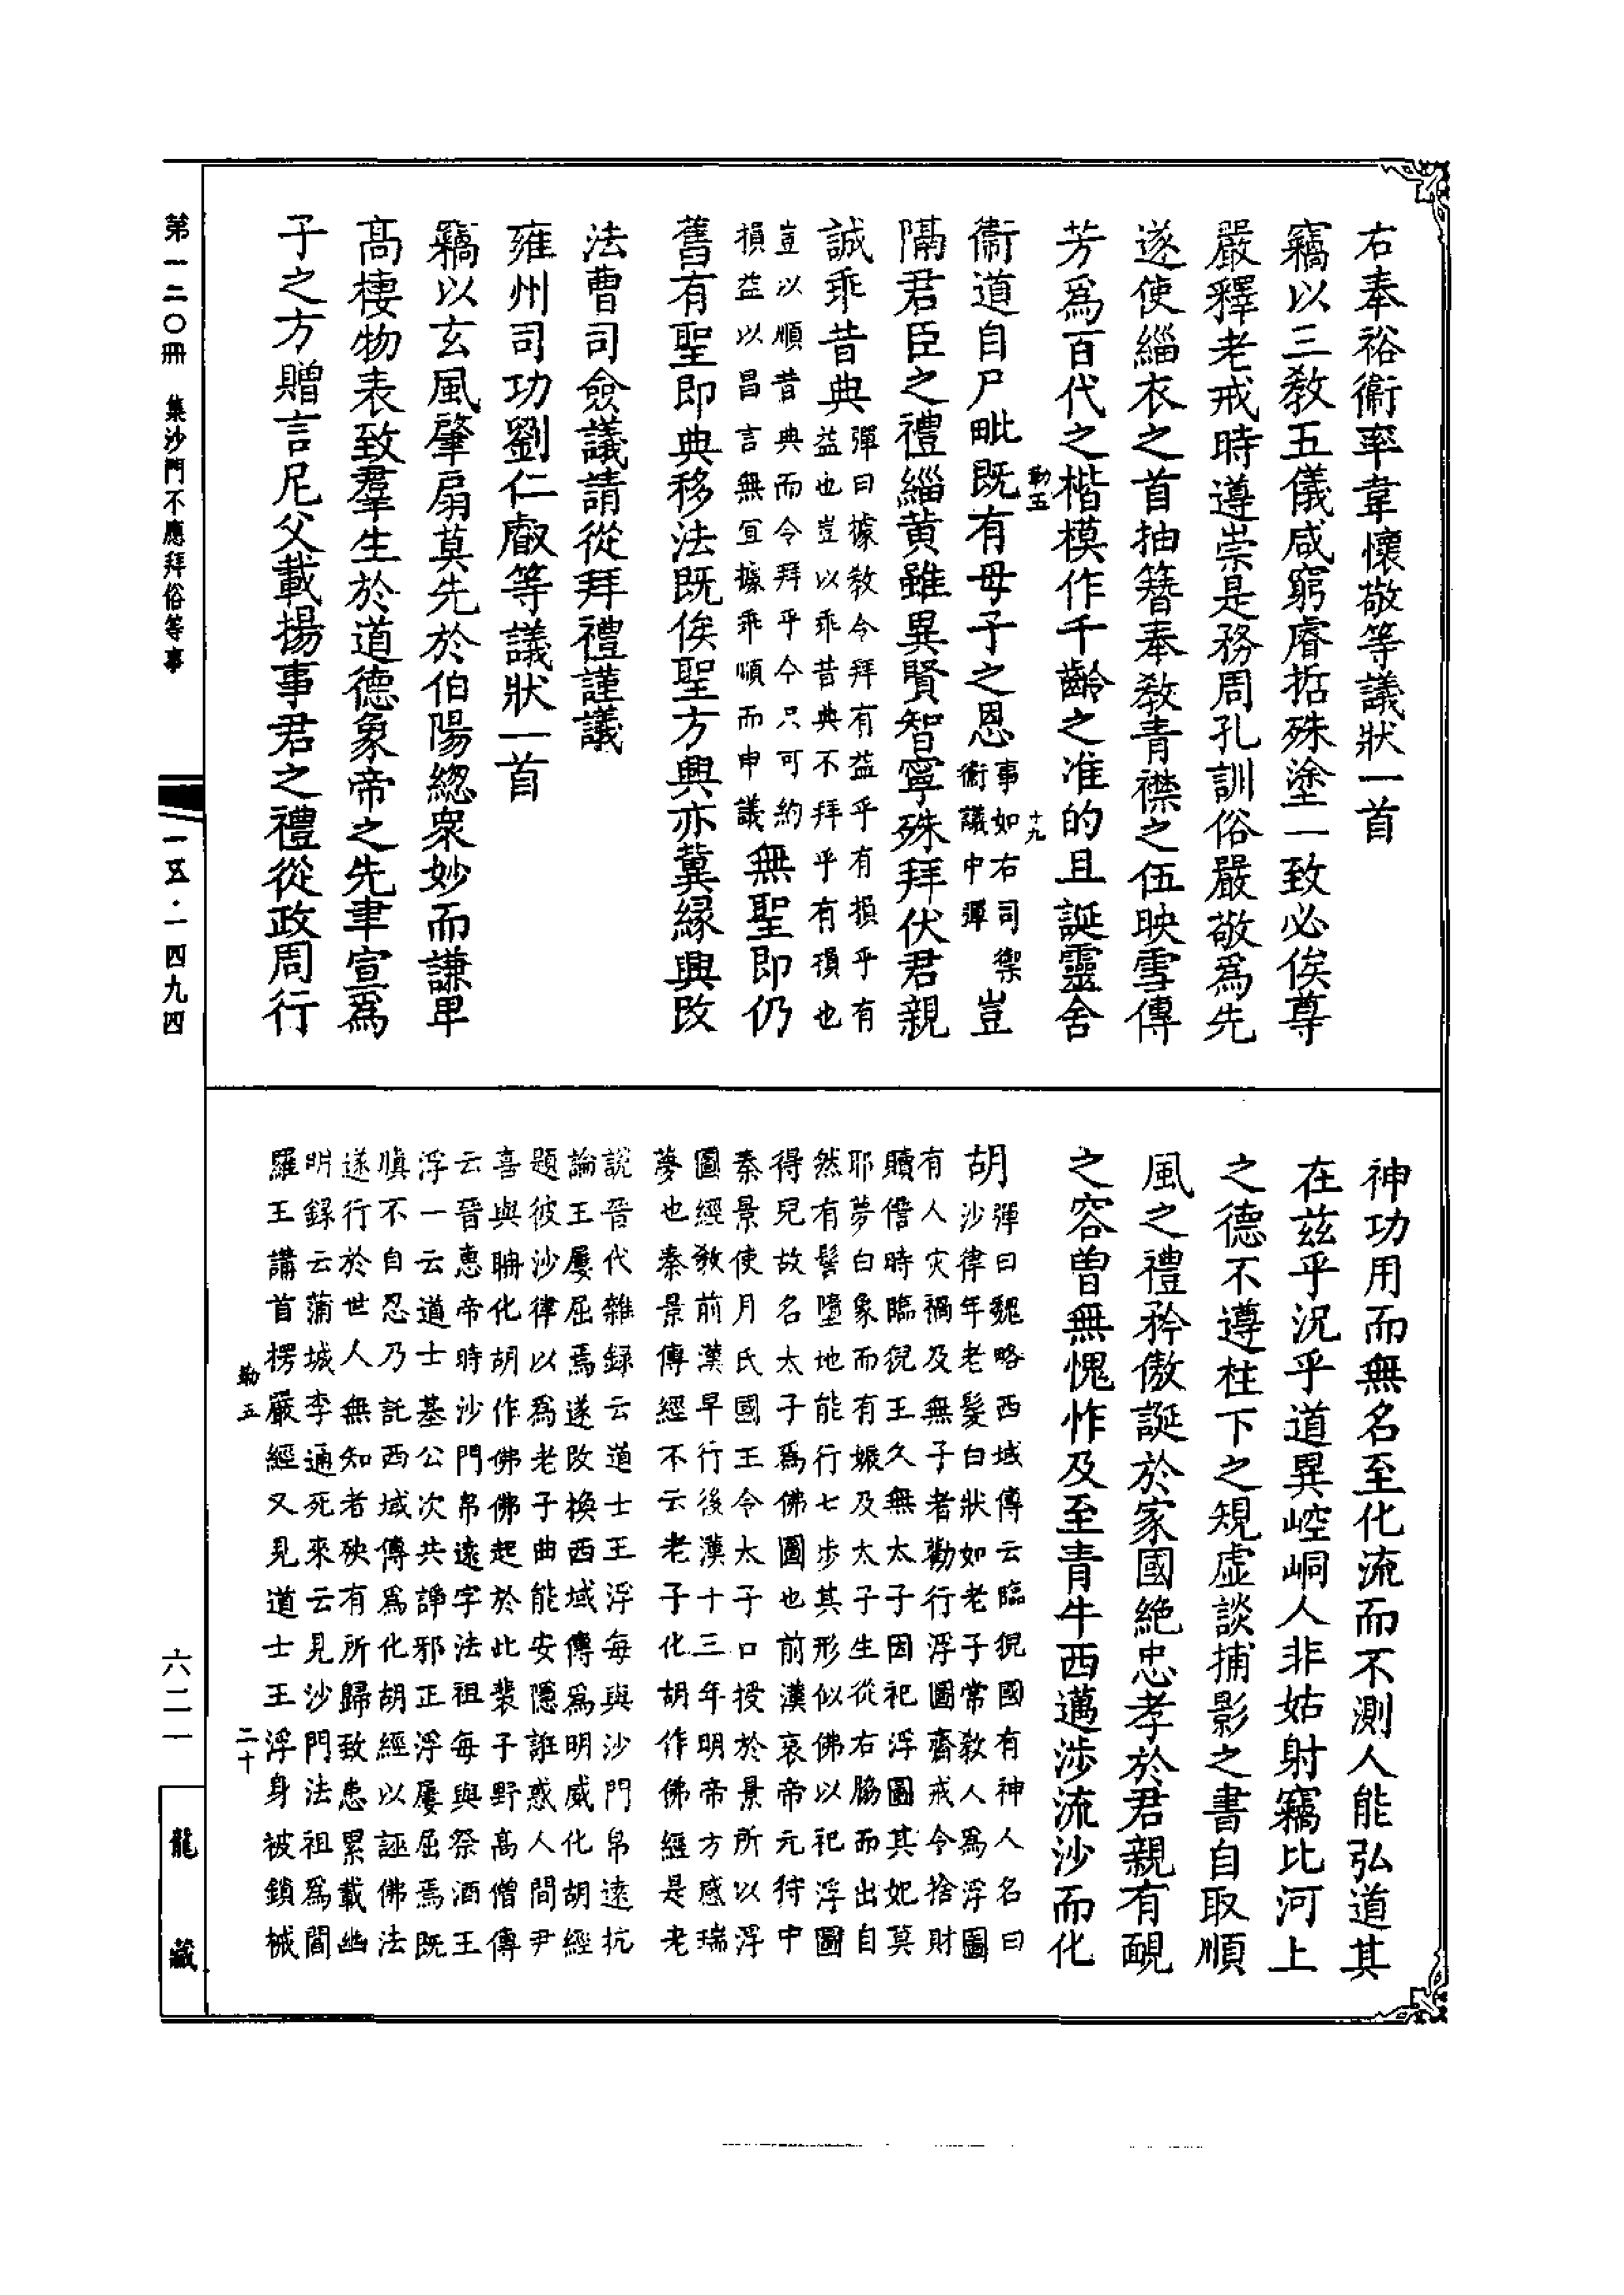 右奉裕衞率韋懷敬等議狀一首
竊以三敎五儀咸窮睿哲殊塗一致必俟尊
嚴釋老戒時遵崇是務周孔訓俗嚴敬爲先
遂使緇衣之首抽簪奉敎青襟之伍映雪傳
芳爲百代之楷模作千齡之准的且誕靈舍
勒五
十九
衞道自尸毗既有母子之恩
事如右司禦
衞議中彈
豈
隔君臣之禮緇黄雖異賢智寧殊拜伏君親
誠乖昔典
彈曰據敎令拜有益乎有損乎有
益也豈以乖昔典不拜乎有損也
豈以順昔典而令拜乎今只可約
損益以昌言無宜據乖順而申議
無聖即仍
舊有聖即典移法既俟聖方興亦冀緣興改
法曹司僉議請從拜禮謹議
雍州司功劉仁叡等議狀一首
竊以玄風肇扇莫先於伯陽緫衆妙而謙卑
高棲物表致羣生於道德象帝之先聿宣爲
子之方贈言尼父載揚事君之禮從政周行
神功用而無名至化流而不測人能弘道其
在茲乎況乎道異崆峒人非姑射竊比河上
之德不遵柱下之規虛談捕影之書自取順
風之禮矜傲誕於家國絶忠孝於君親有靦
之容曾無愧怍及至青牛西邁涉流沙而化
胡
彈曰魏略西域傳云臨猊國有神人名曰
沙律年老髮白狀如老子常敎人爲浮圖
有人灾禍及無子者勸行浮圖齋戒令捨財
贖僭時臨猊王久無太子因祀浮圖其妃莫
耶夢白象而有娠及太子生從右脇而出自
然有髻墮地能行七步其形似佛以祀浮圖
得兒故名太子爲佛圖也前漢哀帝元狩中
秦景使月氏國王令太子口授於景所以浮
圖經敎前漢早行後漢十三年明帝方感瑞
夢也秦景傳經不云老子化胡作佛經是老
說晉代雜録云道士王浮每與沙門帛遠抗
論王屢屈焉遂改換西域傳爲明威化胡經
題彼沙律以爲老子曲能安隱誑惑人間尹
喜與聃化胡作佛佛起於此裴子野高僧傳
云晉惠帝時沙門帛遠字法祖每與祭酒王
浮一云道士基公次共諍邪正浮屢屈焉既
瞋不自忍乃託西域傳爲化胡經以誣佛法
遂行於世人無知者殃有所歸致患累載幽
明録云蒲城李通死來云見沙門法祖爲閻
羅王講首楞嚴經又見道士王浮身被鎖械
勒五
二十
第一二〇冊 集沙門不應拜俗等事
一五·一四九四
六二一
龍藏